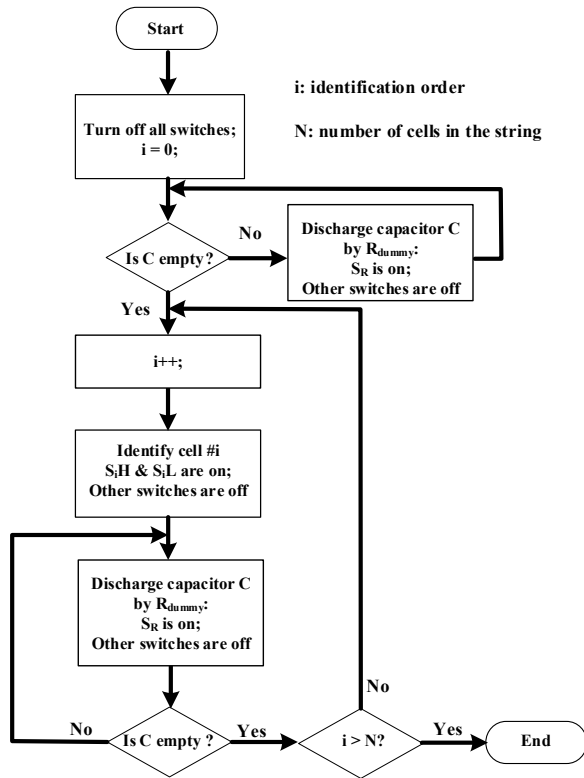 Start
i: identification order
Turn off all switches;
i = 0;
N: number of cells in the string
Is C empty?
No
Discharge capacitor C
by Rdummy:
SR is on;
Other switches are off
Yes
i++;
Identify cell #i
SiH & SiL are on;
Other switches are off
Discharge capacitor C
by Rdummy:
SR is on;
Other switches are off
No
Is C empty ?
Yes
No
i > N?
Yes
End